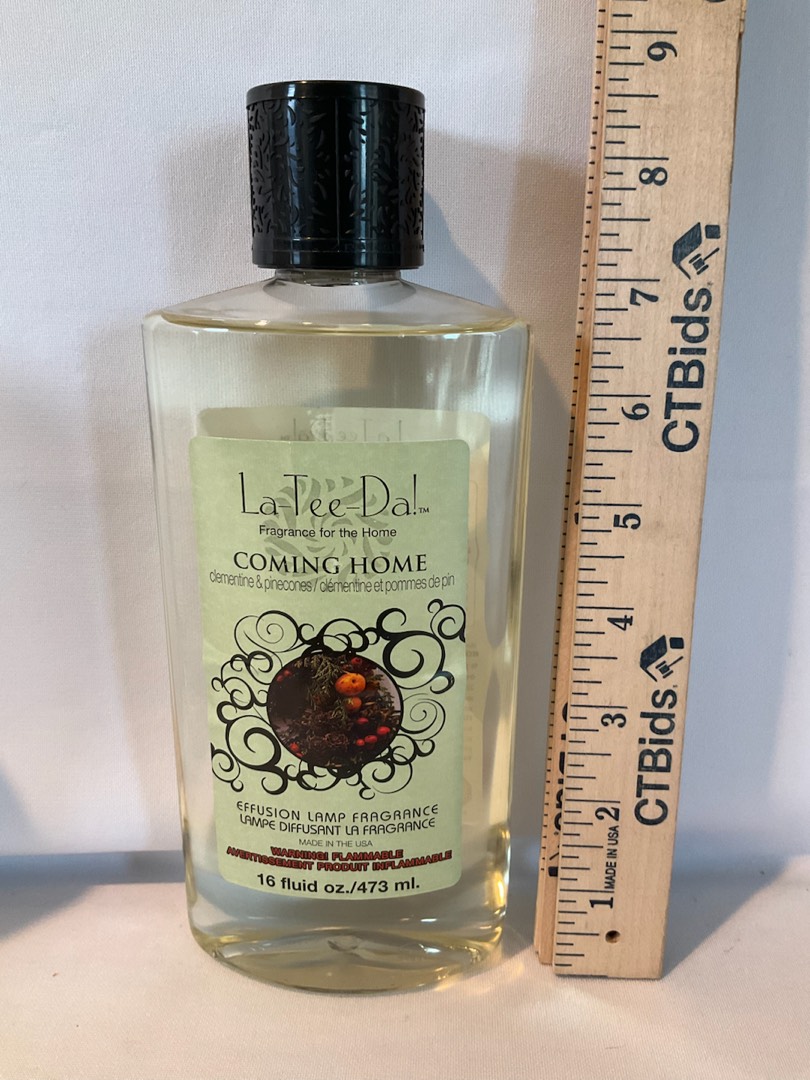 La-Tee-Da!™
Fragrance for the Home
COMING HOME
clementine & pinecones / clémentine et pommes de pin
EFFUSION LAMP FRAGRANCE
LAMPE DIFFUSANT LA FRAGRANCE
MADE IN THE USA
WARNING! FLAMMABLE
AVERTISSEMENT PRODUIT INFLAMMABLE
16 fluid oz./473 ml.
9
8
7
6
5
4
3
2
1
CTBids
CTBids
MADE IN USA